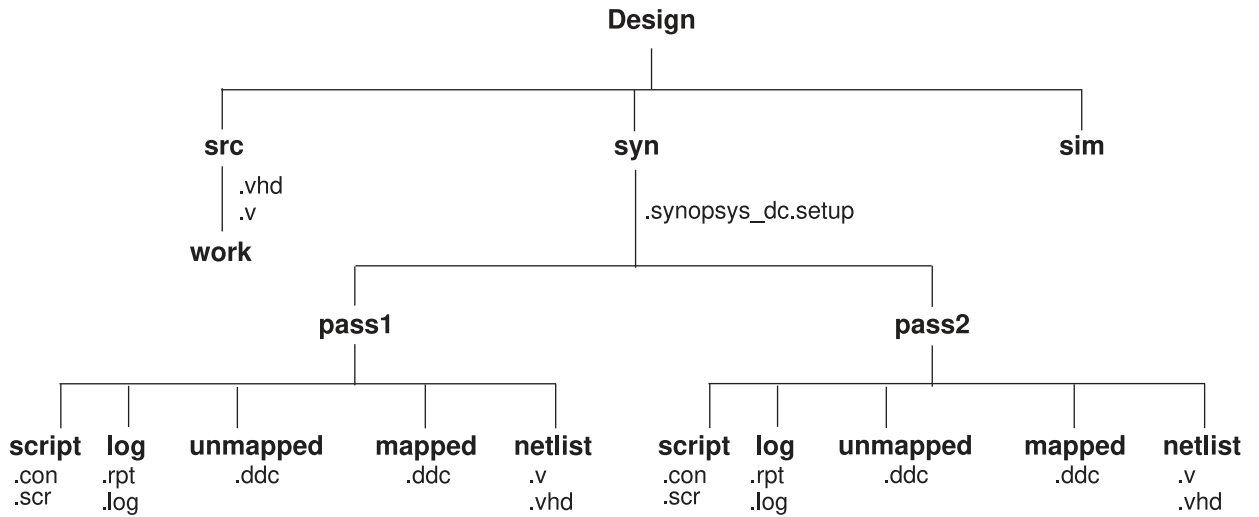 Design
src syn sim
.vhd
.v
.synopsys_dc.setup
work
pass1 pass2
script log unmapped mapped netlist script log unmapped mapped netlist
.con .rpt .ddc .ddc .v .con .rpt .ddc .ddc .v
.scr .log .vhd .scr .log .vhd